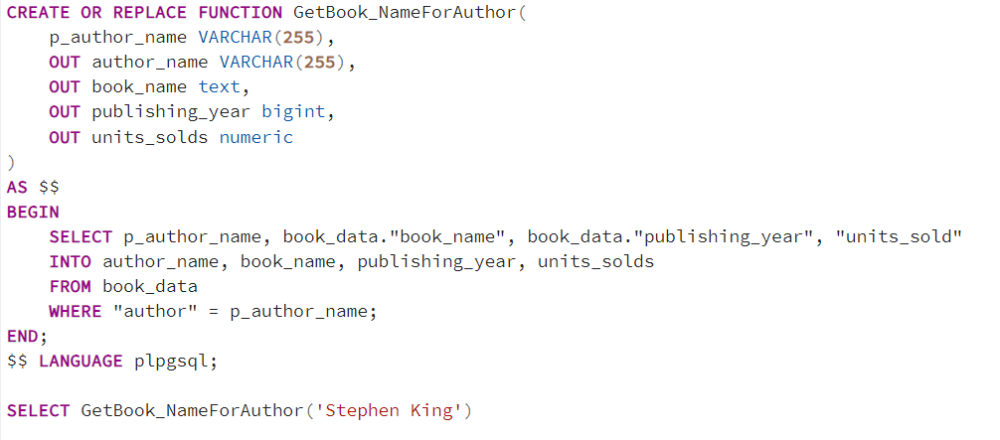 CREATE OR REPLACE FUNCTION GetBook_NameForAuthor(
    p_author_name VARCHAR(255),
    OUT author_name VARCHAR(255),
    OUT book_name text,
    OUT publishing_year bigint,
    OUT units_solds numeric
)
AS $$
BEGIN
    SELECT p_author_name, book_data."book_name", book_data."publishing_year", "units_sold"
    INTO author_name, book_name, publishing_year, units_solds
    FROM book_data
    WHERE "author" = p_author_name;
END;
$$ LANGUAGE plpgsql;

SELECT GetBook_NameForAuthor('Stephen King')